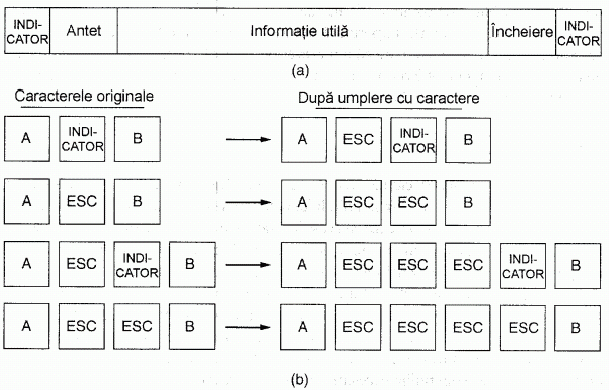 INDI-CATOR Antet Informație utilă Încheiere INDI-CATOR
(a)
Caracterele originale După umplere cu caractere
A INDI-CATOR B A ESC INDI-CATOR B
A ESC B A ESC ESC B
A ESC INDI-CATOR B A ESC ESC ESC INDI-CATOR B
A ESC ESC B A ESC ESC ESC ESC B
(b)